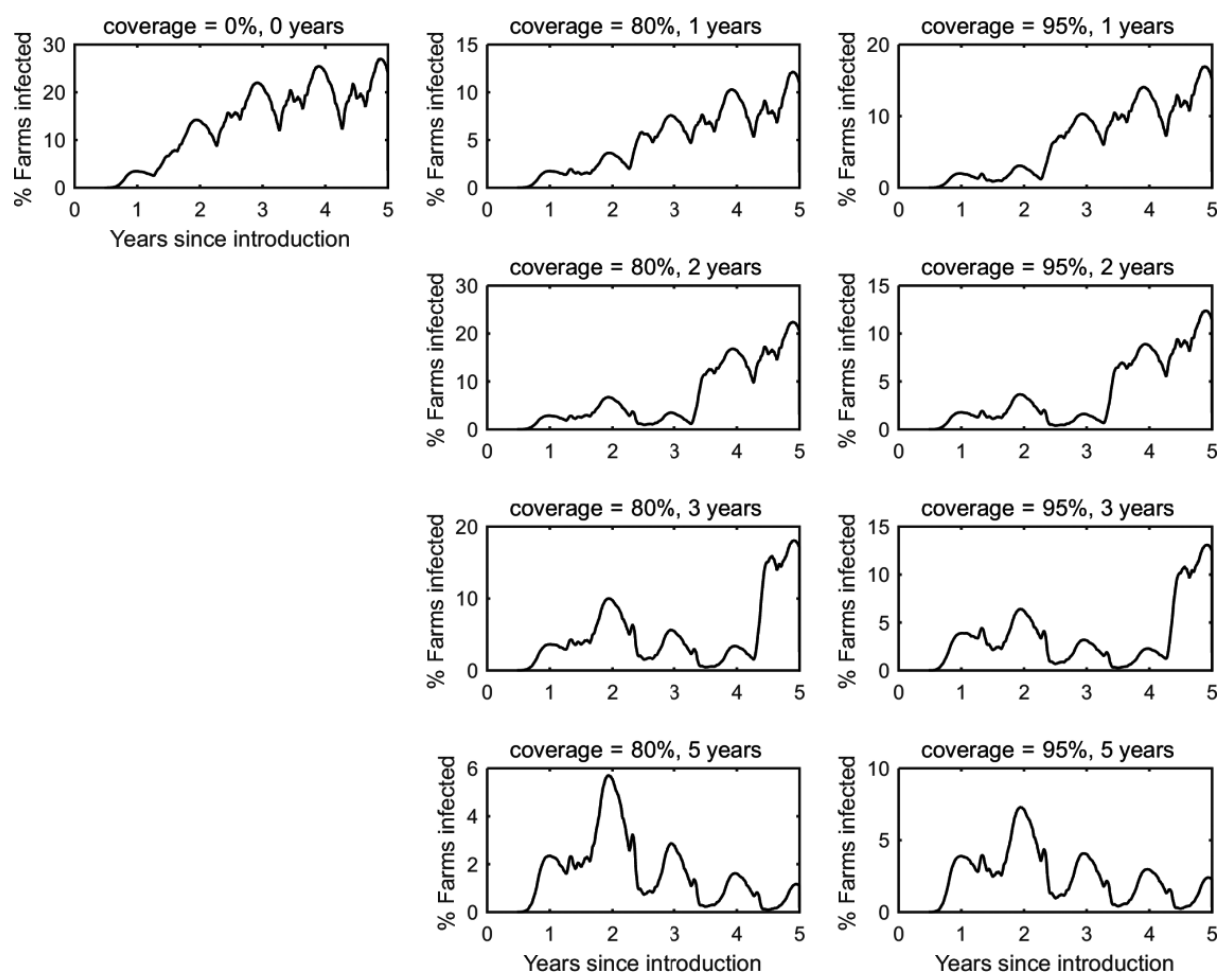 coverage = 0%, 0 years
% Farms infected
30
20
10
0
0 1 2 3 4 5
Years since introduction
coverage = 80%, 1 years
% Farms infected
15
10
5
0
0 1 2 3 4 5
coverage = 95%, 1 years
% Farms infected
20
10
0
0 1 2 3 4 5
coverage = 80%, 2 years
% Farms infected
30
20
10
0
0 1 2 3 4 5
coverage = 95%, 2 years
% Farms infected
15
10
5
0
0 1 2 3 4 5
coverage = 80%, 3 years
% Farms infected
20
10
0
0 1 2 3 4 5
coverage = 95%, 3 years
% Farms infected
15
10
5
0
0 1 2 3 4 5
coverage = 80%, 5 years
% Farms infected
6
4
2
0
0 1 2 3 4 5
Years since introduction
coverage = 95%, 5 years
% Farms infected
10
5
0
0 1 2 3 4 5
Years since introduction